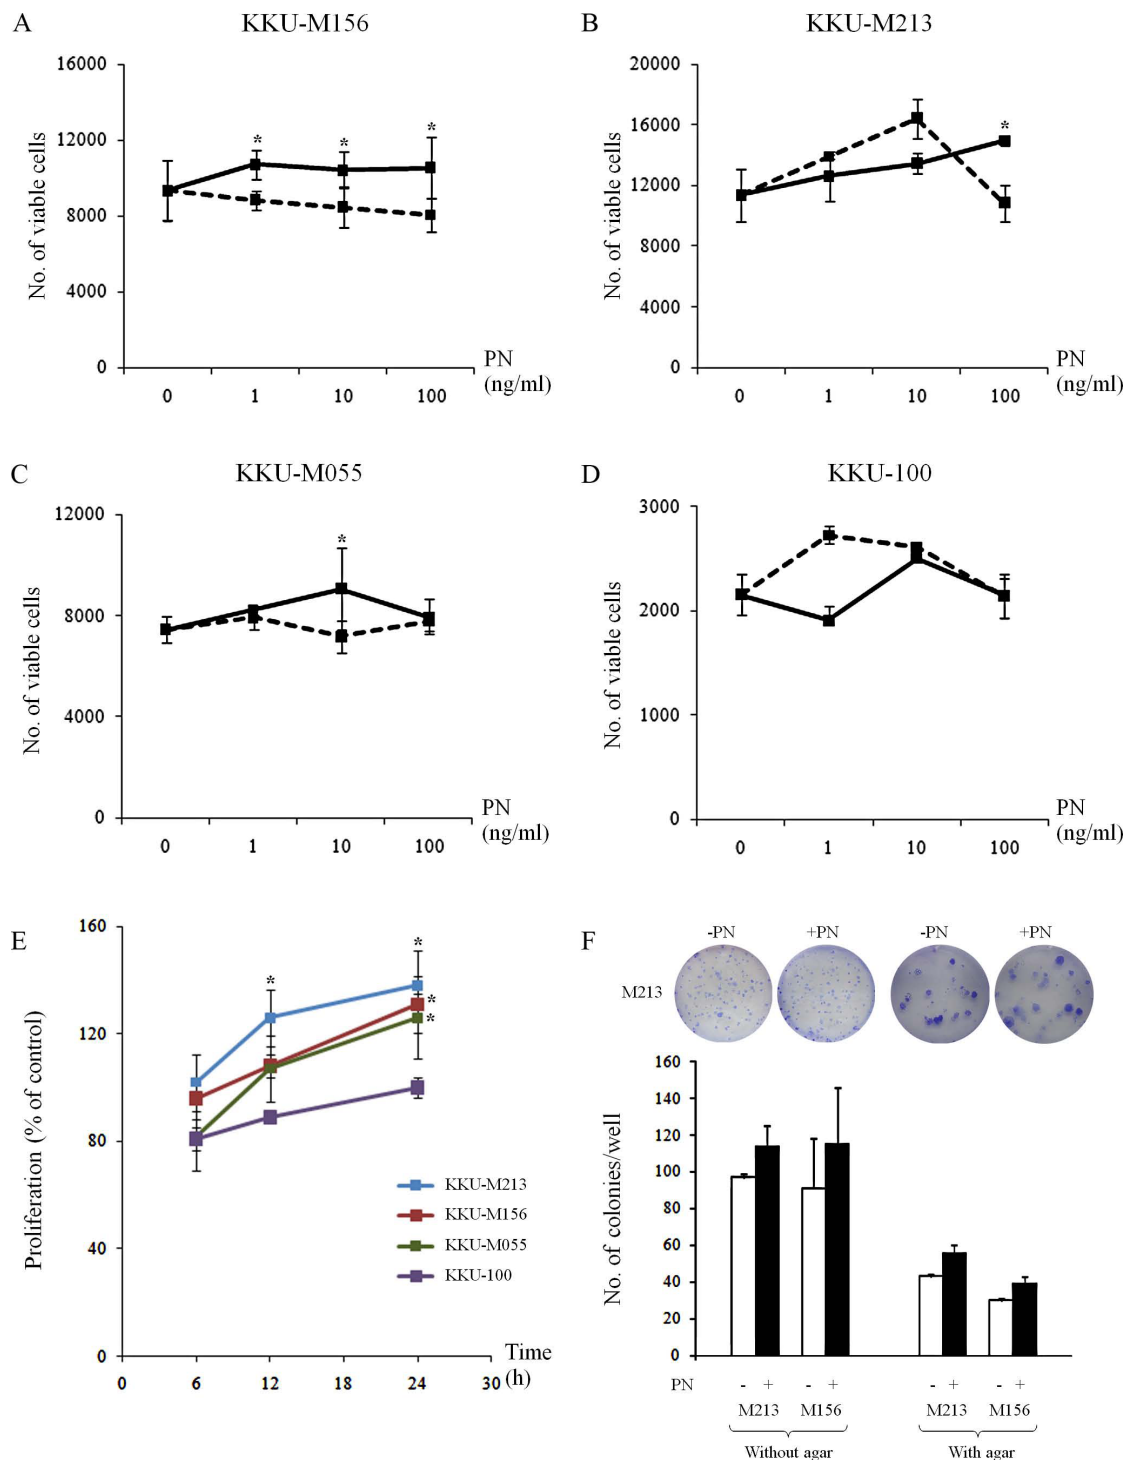 A
KKU-M156
No. of viable cells
16000
12000
8000
4000
0
*
*
*
0 1 10 100
PN
(ng/ml)
B
KKU-M213
No. of viable cells
20000
16000
12000
8000
4000
0
*
0 1 10 100
PN
(ng/ml)
C
KKU-M055
No. of viable cells
12000
8000
4000
0
*
0 1 10 100
PN
(ng/ml)
D
KKU-100
No. of viable cells
3000
2000
1000
0
0 1 10 100
PN
(ng/ml)
E
Proliferation (% of control)
160
120
80
40
0
*
*
*
*
KKU-M213
KKU-M156
KKU-M055
KKU-100
0 6 12 18 24 30
Time
(h)
F
-PN +PN -PN +PN
M213
No. of colonies/well
160
140
120
100
80
60
40
20
0
PN - + - + - + - +
M213 M156 M213 M156
Without agar With agar